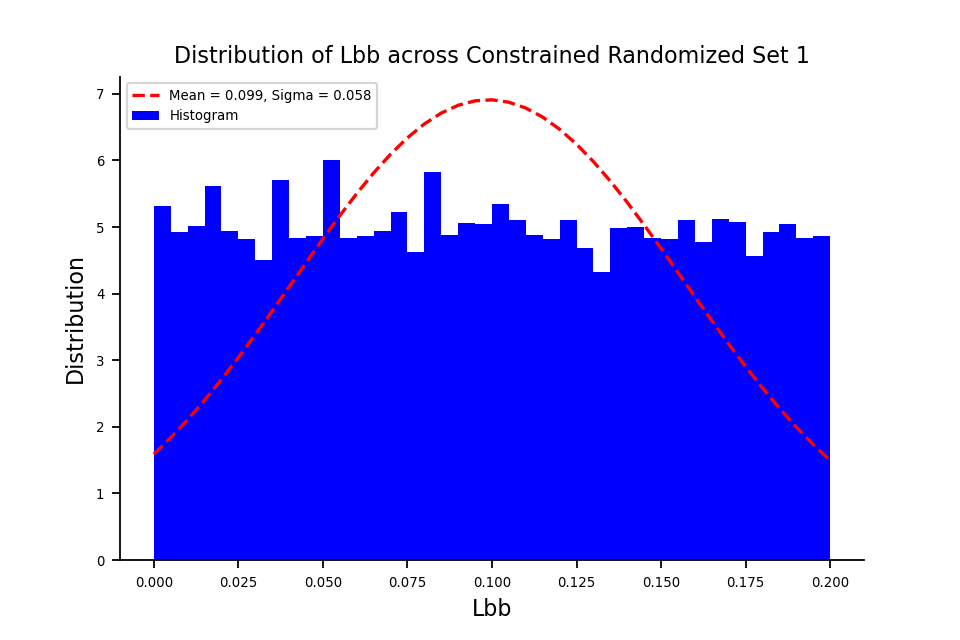 Distribution of Lbb across Constrained Randomized Set 1
Mean = 0.099, Sigma = 0.058
Histogram
Distribution
7
6
5
4
3
2
1
0
0.000 0.025 0.050 0.075 0.100 0.125 0.150 0.175 0.200
Lbb